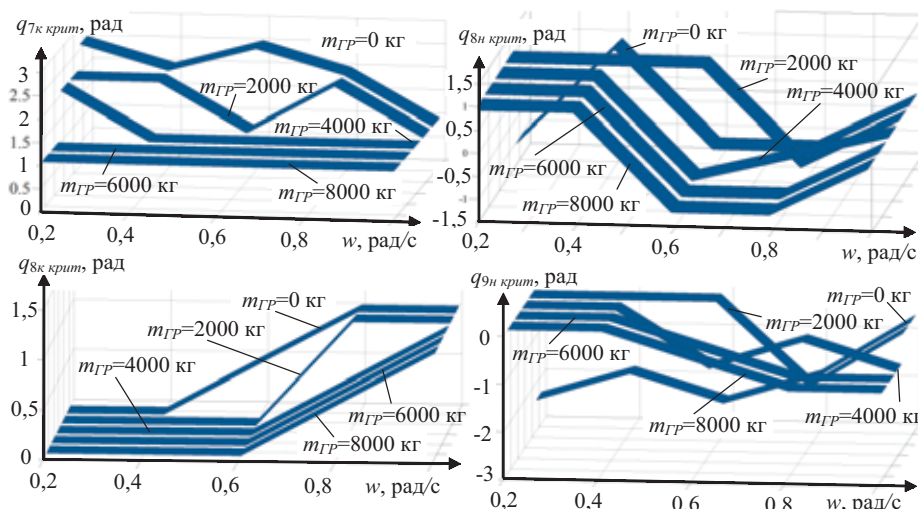 q7к крит, рад
3
2.5
2
1.5
1
0.5
0
0,2
0,4
0,6
0,8
w, рад/с
mГР=0 кг
mГР=2000 кг
mГР=4000 кг
mГР=6000 кг
mГР=8000 кг
q8н крит, рад
1,5
1
0,5
0
-0,5
-1
-1,5
0,2
0,4
0,6
0,8
w, рад/с
mГР=0 кг
mГР=2000 кг
mГР=4000 кг
mГР=6000 кг
mГР=8000 кг
q8к крит, рад
1,5
1
0,5
0
0,2
0,4
0,6
0,8
w, рад/с
mГР=0 кг
mГР=2000 кг
mГР=4000 кг
mГР=6000 кг
mГР=8000 кг
q9н крит, рад
0
-1
-2
-3
0,2
0,4
0,6
0,8
w, рад/с
mГР=0 кг
mГР=2000 кг
mГР=6000 кг
mГР=8000 кг
mГР=4000 кг